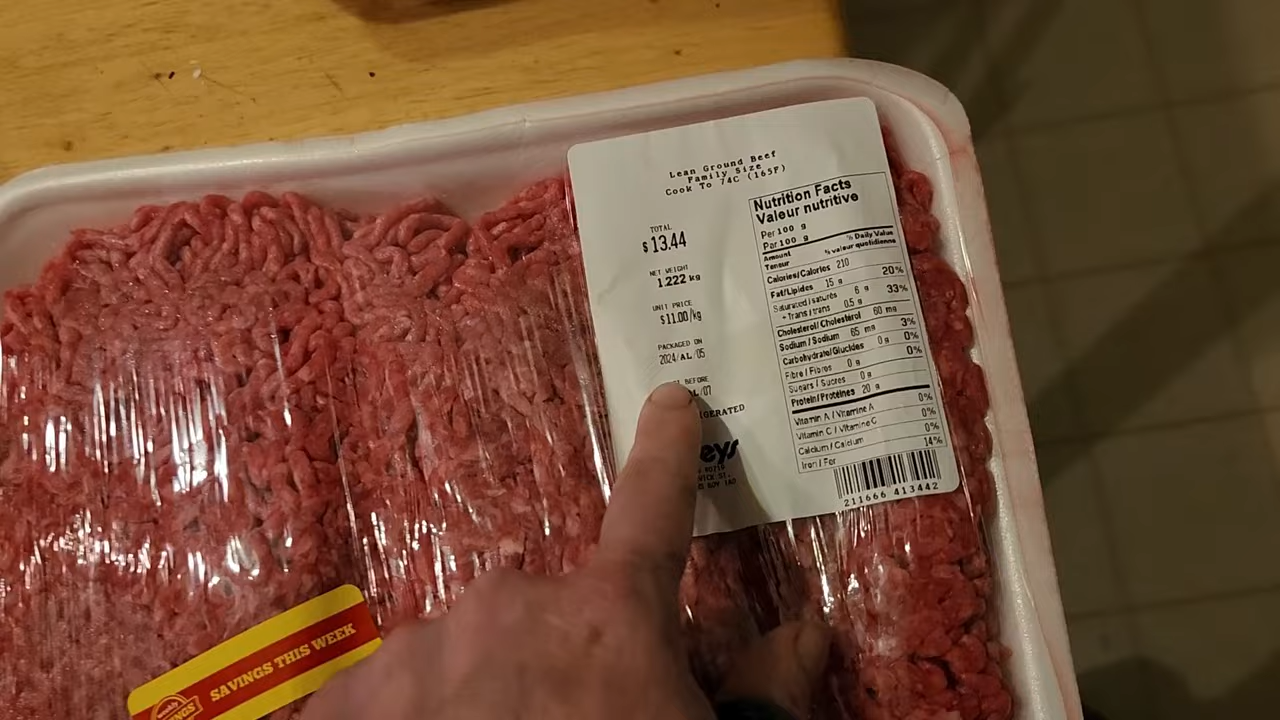 Lean Ground Beef
Family Size
Cook To 74C (165F)
TOTAL
$13.44
NET WEIGHT
1.222 kg
UNIT PRICE
$11.00/kg
PACKAGED ON
2024/AL/05
BEFORE
AL/07
IGERATED
eys
Nutrition Facts
Valeur nutritive
Per 100 g
Par 100 g
Amount % Daily Value
Teneur % valeur quotidienne
Calories/Calories 210
Fat/Lipides 15 g 20%
Saturated/saturés 6 g 33%
+ Trans/trans 0.5 g
Cholesterol/Cholestérol 60 mg
Sodium/Sodium 65 mg 3%
Carbohydrate/Glucides 0 g 0%
Fibre/Fibres 0 g 0%
Sugars/Sucres 0 g
Protein/Protéines 20 g
Vitamin A/Vitamine A 0%
Vitamin C/Vitamine C 0%
Calcium/Calcium 0%
Iron/Fer 14%
211666 413442
SAVINGS THIS WEEK